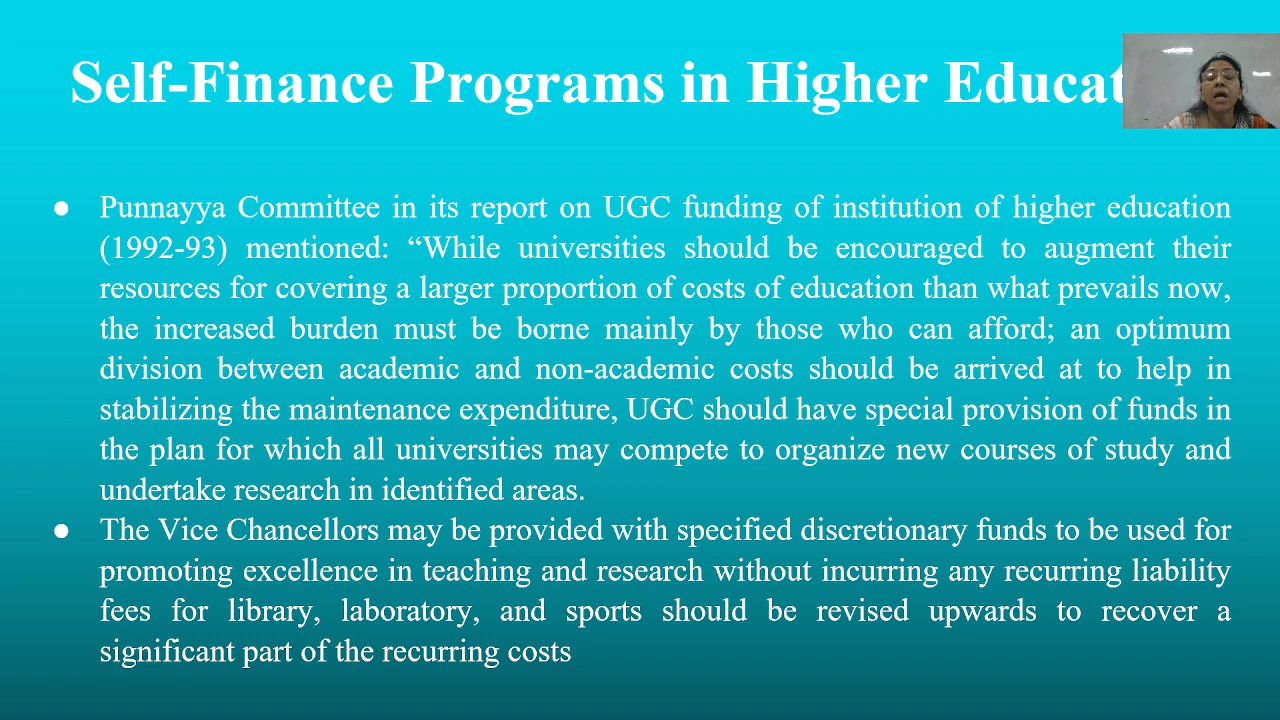 Self-Finance Programs in Higher Educat
● Punnayya Committee in its report on UGC funding of institution of higher education
(1992-93) mentioned: “While universities should be encouraged to augment their
resources for covering a larger proportion of costs of education than what prevails now,
the increased burden must be borne mainly by those who can afford; an optimum
division between academic and non-academic costs should be arrived at to help in
stabilizing the maintenance expenditure, UGC should have special provision of funds in
the plan for which all universities may compete to organize new courses of study and
undertake research in identified areas.
● The Vice Chancellors may be provided with specified discretionary funds to be used for
promoting excellence in teaching and research without incurring any recurring liability
fees for library, laboratory, and sports should be revised upwards to recover a
significant part of the recurring costs